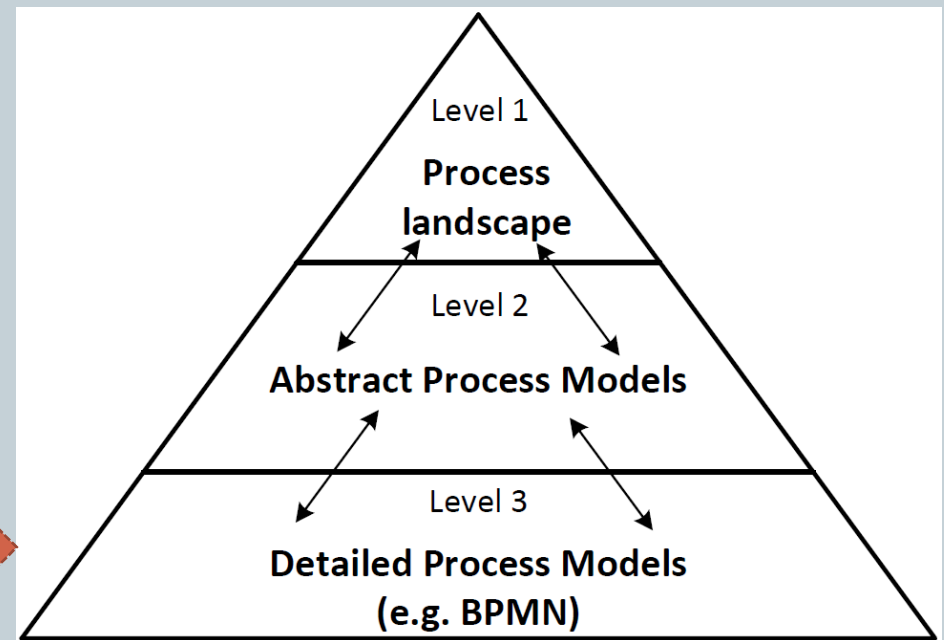 Level 1
Process
landscape
Level 2
Abstract Process Models
Level 3
Detailed Process Models
(e.g. BPMN)